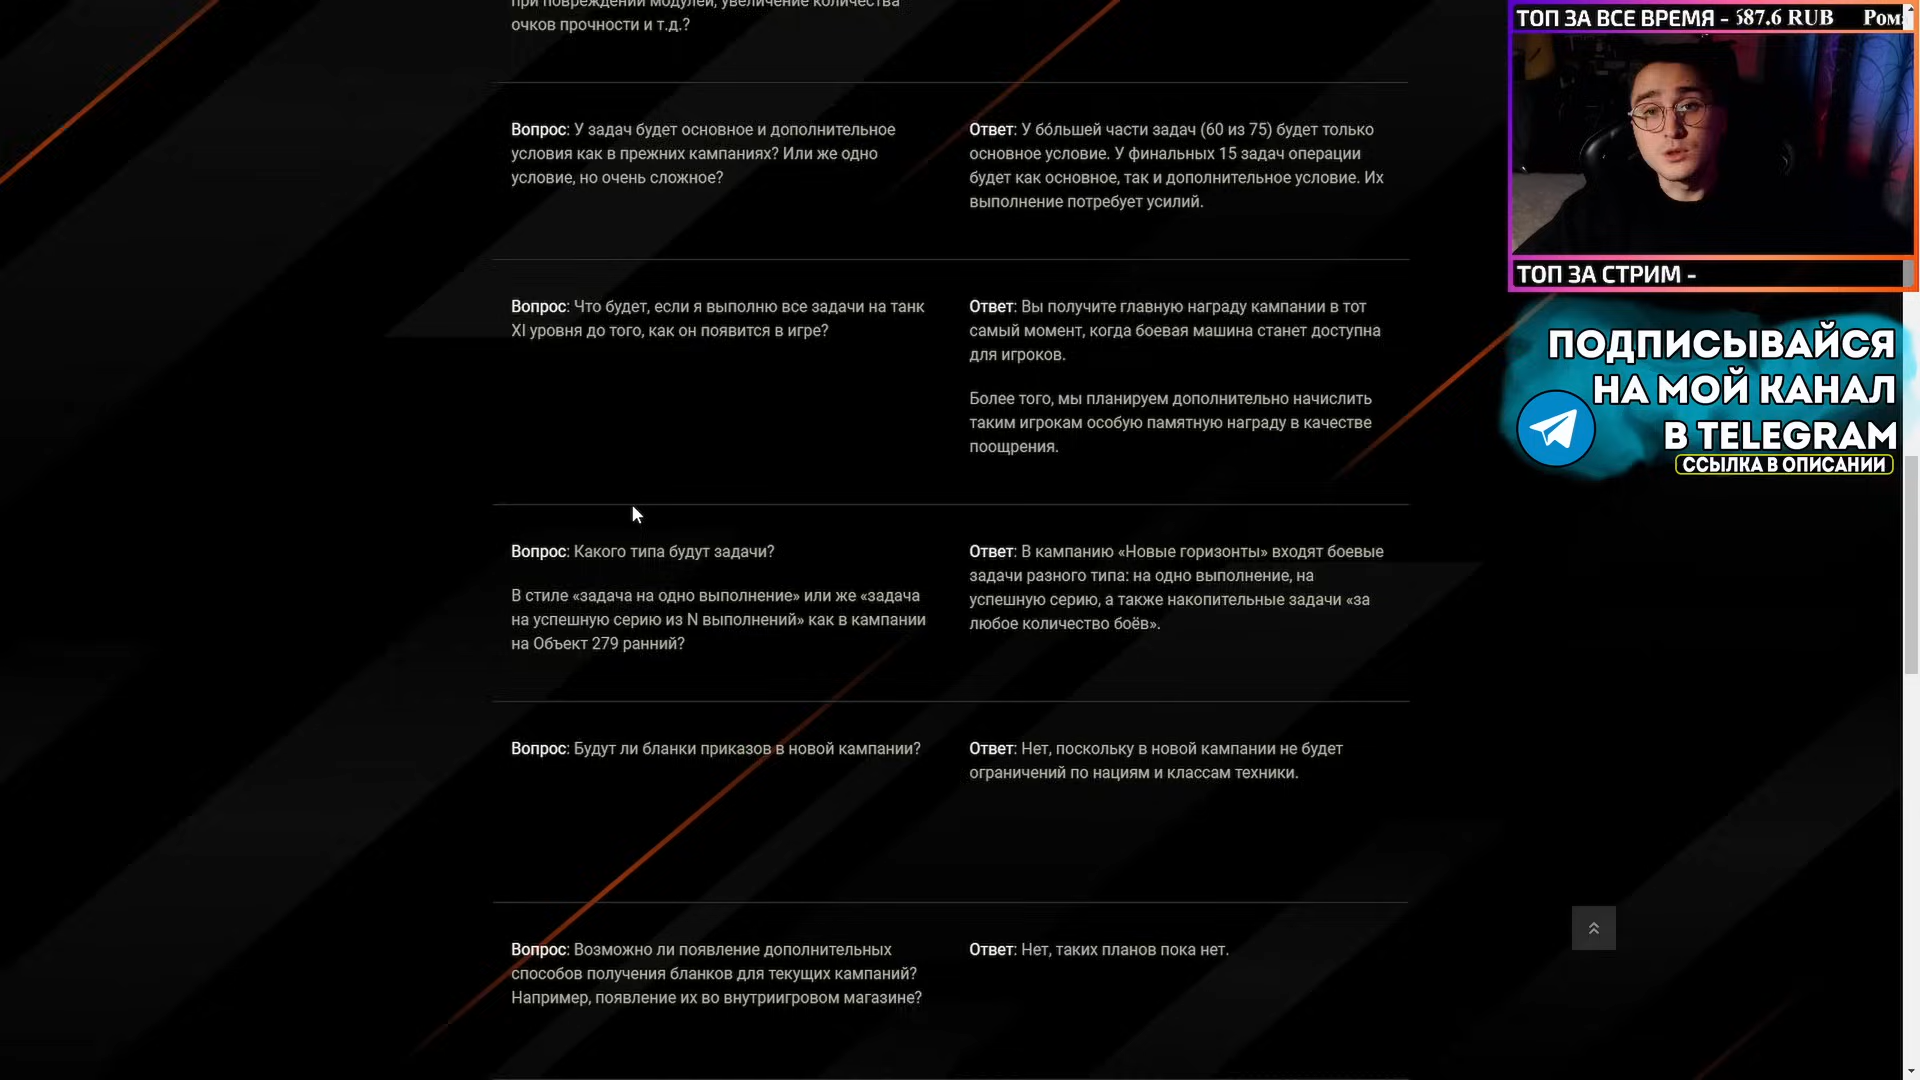 при повреждении модулей, увеличение количества
очков прочности и т.д.?
Вопрос: У задач будет основное и дополнительное
условия как в прежних кампаниях? Или же одно
условие, но очень сложное?
Ответ: У бо́льшей части задач (60 из 75) будет только
основное условие. У финальных 15 задач операции
будет как основное, так и дополнительное условие. Их
выполнение потребует усилий.
Вопрос: Что будет, если я выполню все задачи на танк
XI уровня до того, как он появится в игре?
Ответ: Вы получите главную награду кампании в тот
самый момент, когда боевая машина станет доступна
для игроков.
Более того, мы планируем дополнительно начислить
таким игрокам особую памятную награду в качестве
поощрения.
Вопрос: Какого типа будут задачи?
В стиле «задача на одно выполнение» или же «задача
на успешную серию из N выполнений» как в кампании
на Объект 279 ранний?
Ответ: В кампанию «Новые горизонты» входят боевые
задачи разного типа: на одно выполнение, на
успешную серию, а также накопительные задачи «за
любое количество боёв».
Вопрос: Будут ли бланки приказов в новой кампании?
Ответ: Нет, поскольку в новой кампании не будет
ограничений по нациям и классам техники.
Вопрос: Возможно ли появление дополнительных
способов получения бланков для текущих кампаний?
Например, появление их во внутриигровом магазине?
Ответ: Нет, таких планов пока нет.
ТОП ЗА ВСЕ ВРЕМЯ - 587.6 RUB
ТОП ЗА СТРИМ -
ПОДПИСЫВАЙСЯ
НА МОЙ КАНАЛ
В TELEGRAM
ССЫЛКА В ОПИСАНИИ